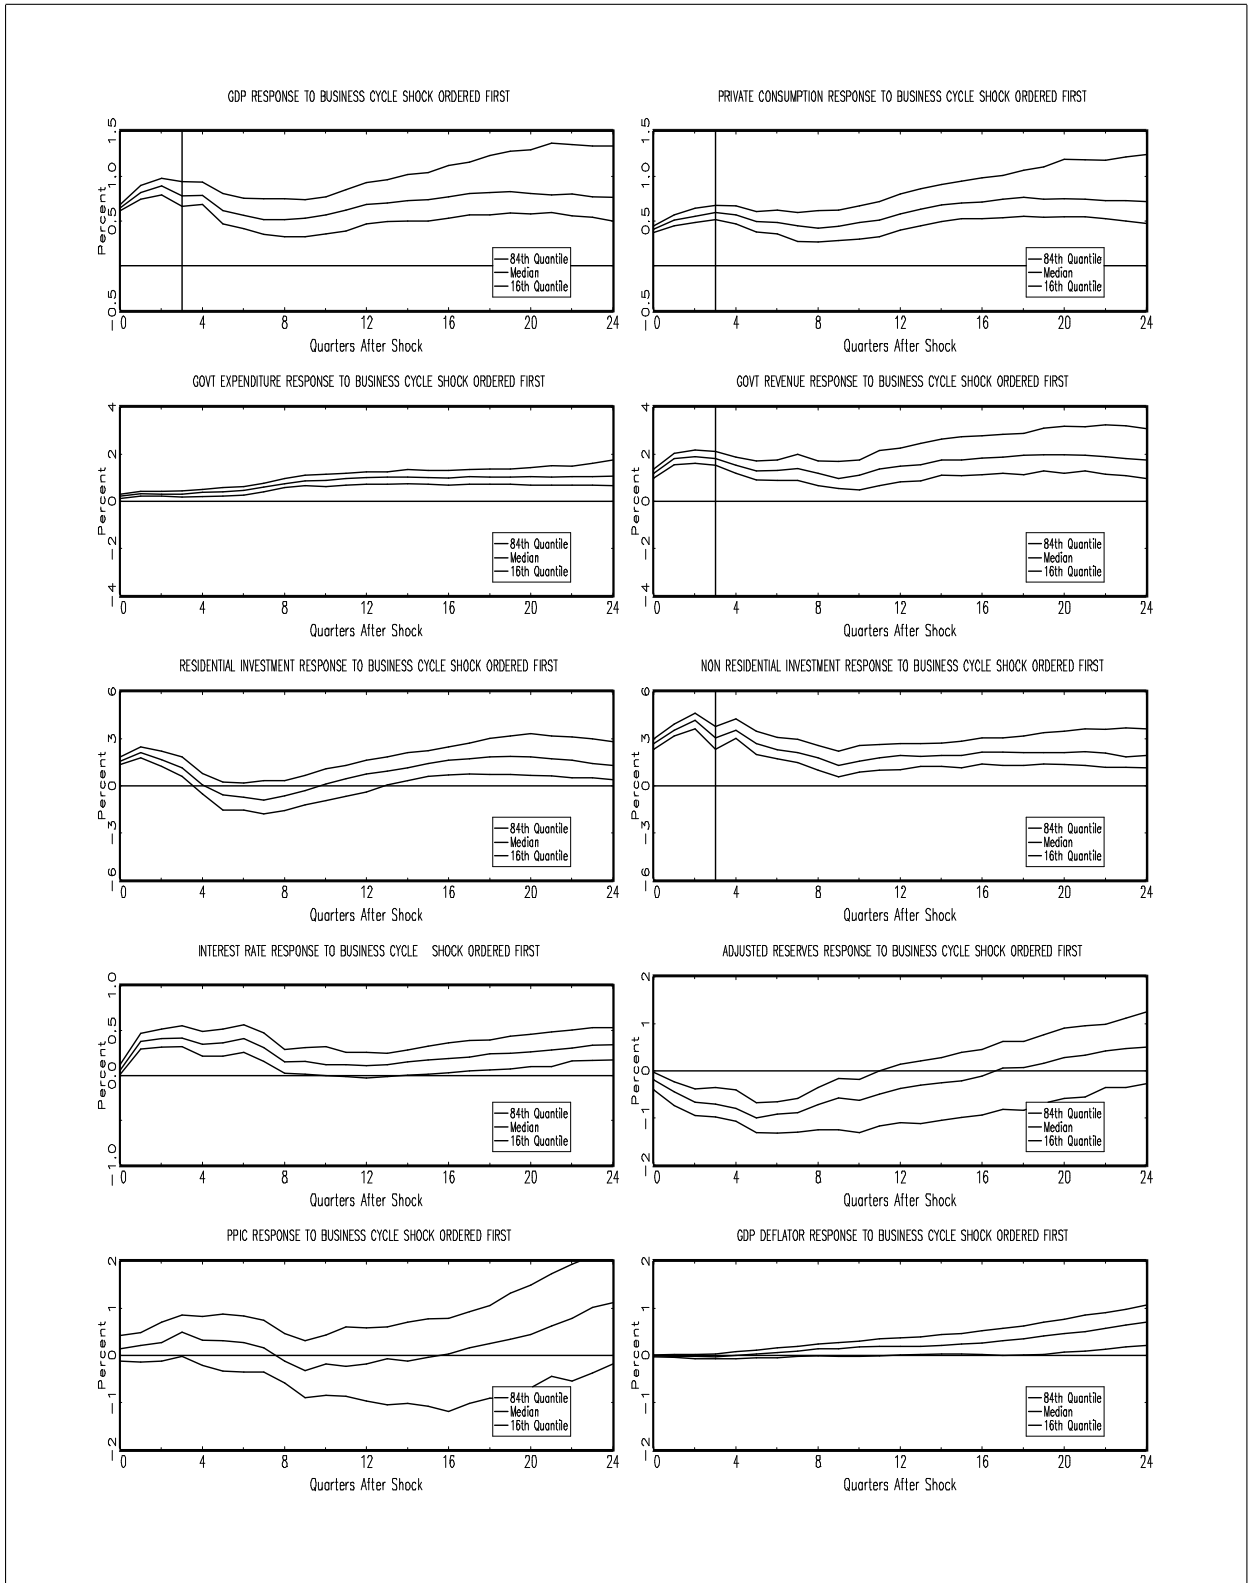 GDP RESPONSE TO BUSINESS CYCLE SHOCK ORDERED FIRST
Percent
-0.5 0.5 1.0 1.5
84th Quantile
Median
16th Quantile
0 4 8 12 16 20 24
Quarters After Shock
PRIVATE CONSUMPTION RESPONSE TO BUSINESS CYCLE SHOCK ORDERED FIRST
Percent
-0.5 0.5 1.0 1.5
84th Quantile
Median
16th Quantile
0 4 8 12 16 20 24
Quarters After Shock
GOVT EXPENDITURE RESPONSE TO BUSINESS CYCLE SHOCK ORDERED FIRST
Percent
-4 -2 0 2 4
84th Quantile
Median
16th Quantile
0 4 8 12 16 20 24
Quarters After Shock
GOVT REVENUE RESPONSE TO BUSINESS CYCLE SHOCK ORDERED FIRST
Percent
-4 -2 0 2 4
84th Quantile
Median
16th Quantile
0 4 8 12 16 20 24
Quarters After Shock
RESIDENTIAL INVESTMENT RESPONSE TO BUSINESS CYCLE SHOCK ORDERED FIRST
Percent
-6 -3 0 3 6
84th Quantile
Median
16th Quantile
0 4 8 12 16 20 24
Quarters After Shock
NON RESIDENTIAL INVESTMENT RESPONSE TO BUSINESS CYCLE SHOCK ORDERED FIRST
Percent
-6 -3 0 3 6
84th Quantile
Median
16th Quantile
0 4 8 12 16 20 24
Quarters After Shock
INTEREST RATE RESPONSE TO BUSINESS CYCLE SHOCK ORDERED FIRST
Percent
-1.0 0.0 0.5 1.0
84th Quantile
Median
16th Quantile
0 4 8 12 16 20 24
Quarters After Shock
ADJUSTED RESERVES RESPONSE TO BUSINESS CYCLE SHOCK ORDERED FIRST
Percent
-2 -1 0 1 2
84th Quantile
Median
16th Quantile
0 4 8 12 16 20 24
Quarters After Shock
PPIC RESPONSE TO BUSINESS CYCLE SHOCK ORDERED FIRST
Percent
-2 -1 0 1 2
84th Quantile
Median
16th Quantile
0 4 8 12 16 20 24
Quarters After Shock
GDP DEFLATOR RESPONSE TO BUSINESS CYCLE SHOCK ORDERED FIRST
Percent
-2 -1 0 1 2
84th Quantile
Median
16th Quantile
0 4 8 12 16 20 24
Quarters After Shock